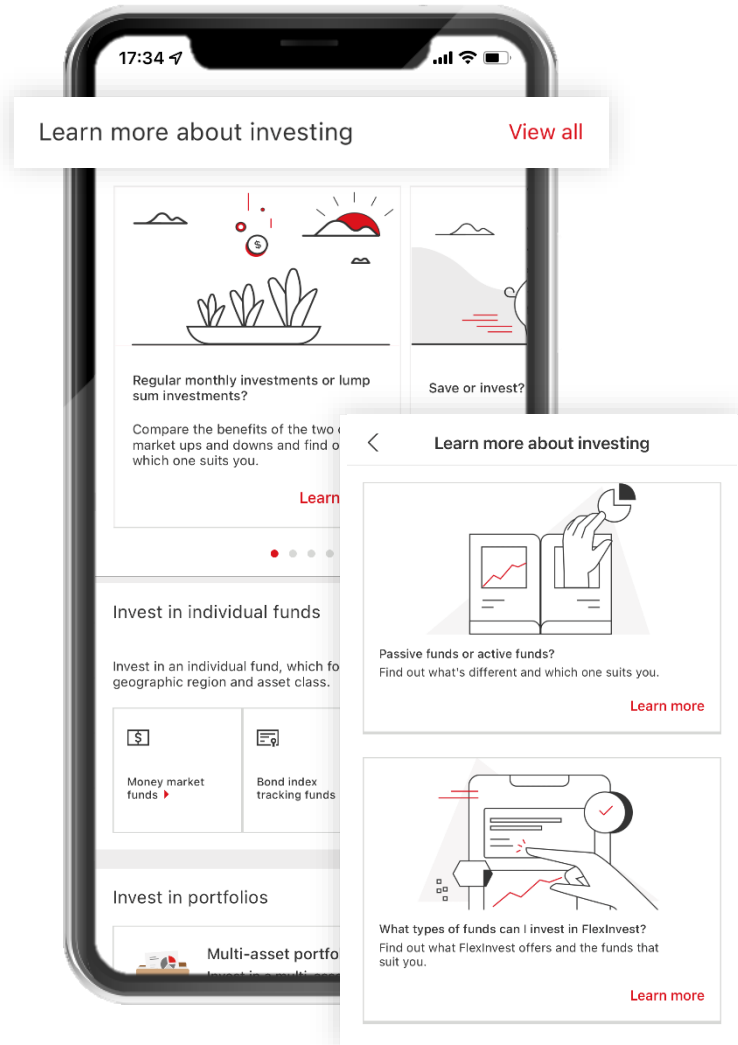 17:34
Learn more about investing
View all
$
Regular monthly investments or lump
sum investments?
Compare the benefits of the two
market ups and downs and find
which one suits you.
Learn
Save or invest?
Invest in individual funds
Invest in an individual fund, which
geographic region and asset class.
$
Money market
funds
Bond index
tracking funds
Invest in portfolios
Multi-asset
Learn more about investing
Passive funds or active funds?
Find out what's different and which one suits you.
Learn more
What types of funds can I invest in FlexInvest?
Find out what FlexInvest offers and the funds that
suit you.
Learn more